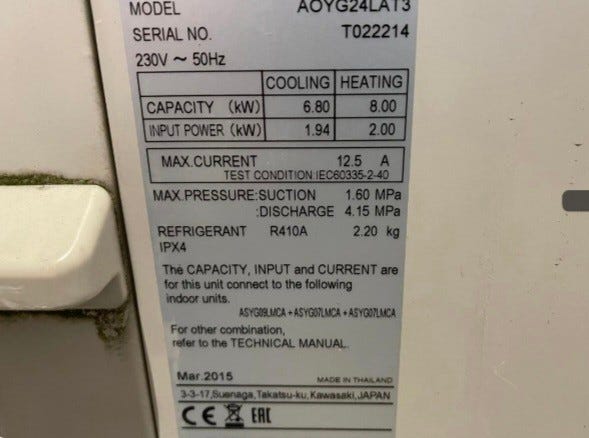 MODEL AOYG24LAT3
SERIAL NO. T022214
230V ~ 50Hz
COOLING HEATING
CAPACITY (kW) 6.80 8.00
INPUT POWER (kW) 1.94 2.00
MAX.CURRENT 12.5 A
TEST CONDITION:IEC60335-2-40
MAX.PRESSURE:SUCTION 1.60 MPa
:DISCHARGE 4.15 MPa
REFRIGERANT R410A 2.20 kg
IPX4
The CAPACITY, INPUT and CURRENT are
for this unit connect to the following
indoor units.
ASYG09LMCA + ASYG07LMCA + ASYG07LMCA
For other combination,
refer to the TECHNICAL MANUAL.
Mar.2015 MADE IN THAILAND
3-3-17,Suenaga,Takatsu-ku,Kawasaki,JAPAN
CE EAC